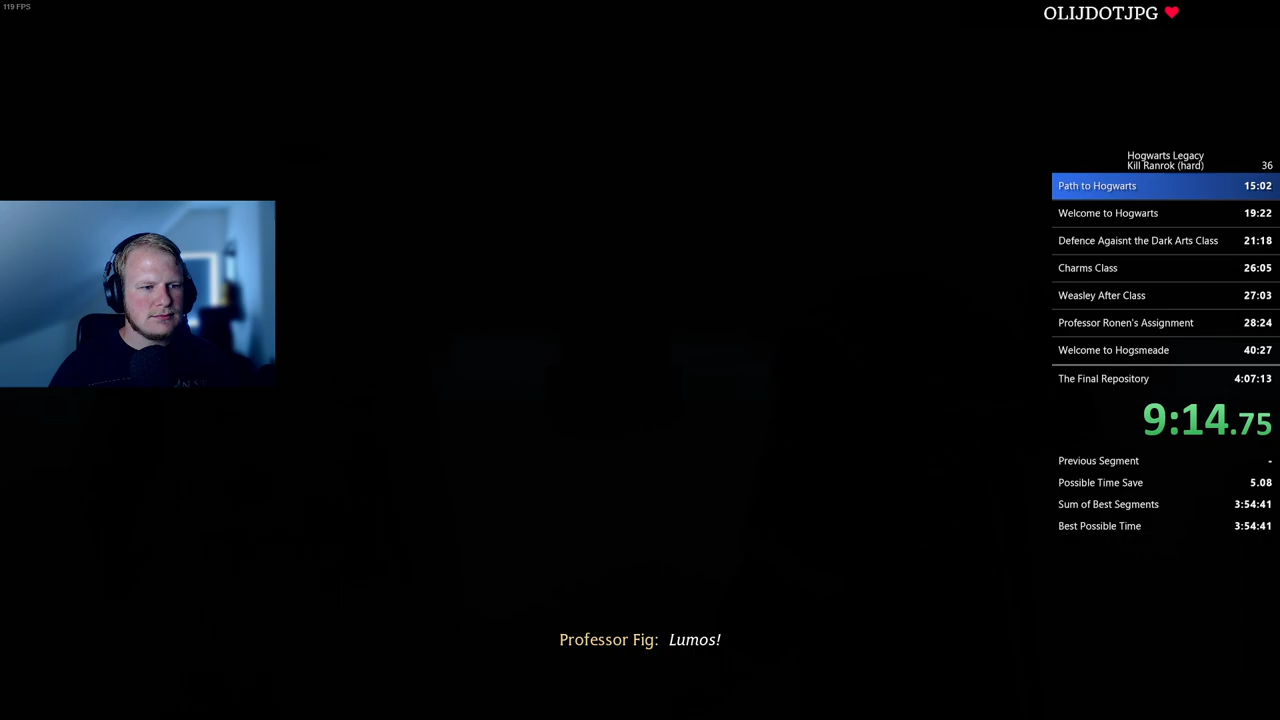 119 FPS
OLIJDOTJPG ❤
Hogwarts Legacy
Kill Ranrok (hard) 36
Path to Hogwarts 15:02
Welcome to Hogwarts 19:22
Defence Agaisnt the Dark Arts Class 21:18
Charms Class 26:05
Weasley After Class 27:03
Professor Ronen's Assignment 28:24
Welcome to Hogsmeade 40:27
The Final Repository 4:07:13
9:14.75
Previous Segment -
Possible Time Save 5.08
Sum of Best Segments 3:54:41
Best Possible Time 3:54:41
Professor Fig: Lumos!